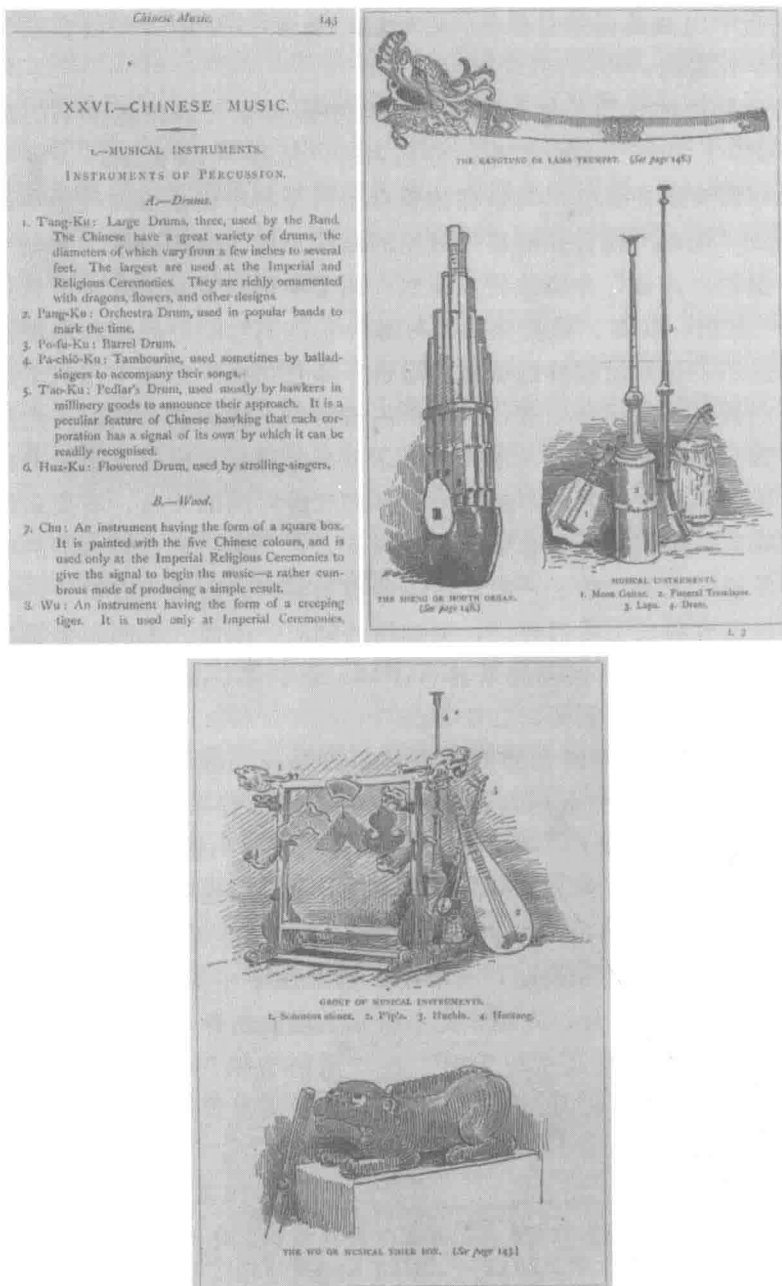 Chinese Music. 143
XXVI.—CHINESE MUSIC.
1.—MUSICAL INSTRUMENTS.
INSTRUMENTS OF PERCUSSION.
A.—Drums.
1. T'ang-Ku: Large Drums, three, used by the Band.
The Chinese have a great variety of drums, the
diameters of which vary from a few inches to several
feet. The largest are used at the Imperial and
Religious Ceremonies. They are richly ornamented
with dragons, flowers, and other designs.
2. Pang-Ku: Orchestra Drum, used in popular bands to
mark the time.
3. Po-fu-Ku: Barrel Drum.
4. Pa-chiö-Ku: Tambourine, used sometimes by ballad-
singers to accompany their songs.
5. T'ao-Ku: Pedlar's Drum, used mostly by hawkers in
millinery goods to announce their approach. It is a
peculiar feature of Chinese hawking that each cor-
poration has a signal of its own by which it can be
readily recognised.
6. Hua-Ku: Flowered Drum, used by strolling-singers.
B.—Wood.
7. Chu: An instrument having the form of a square box.
It is painted with the five Chinese colours, and is
used only at the Imperial Religious Ceremonies to
give the signal to begin the music—a rather cum-
brous mode of producing a simple result.
8. Wu: An instrument having the form of a creeping
tiger. It is used only at Imperial Ceremonies,
THE KANGTUNG OR LAMA TRUMPET. (See page 148.)
THE SHENG OR MOUTH ORGAN.
(See page 148.)
MUSICAL INSTRUMENTS.
1. Moon Guitar. 2. Funeral Trombone.
3. Lapa. 4. Drum.
GROUP OF MUSICAL INSTRUMENTS.
1. Sonorous stones. 2. P'ip'a. 3. Huchin. 4.
THE WU OR MUSICAL TIGER BOX. (See page 143.)